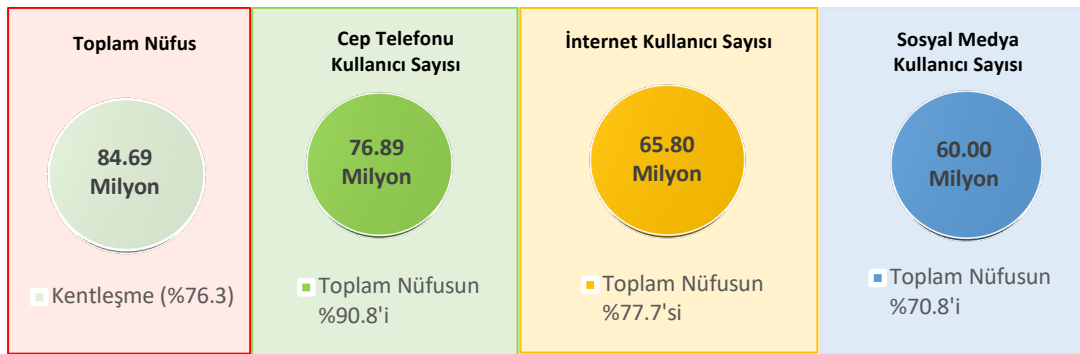 Toplam Nüfus
84.69
Milyon
Kentleşme (%76.3)
Cep Telefonu
Kullanıcı Sayısı
76.89
Milyon
Toplam Nüfusun
%90.8'i
İnternet Kullanıcı Sayısı
65.80
Milyon
Toplam Nüfusun
%77.7'si
Sosyal Medya
Kullanıcı Sayısı
60.00
Milyon
Toplam Nüfusun
%70.8'i